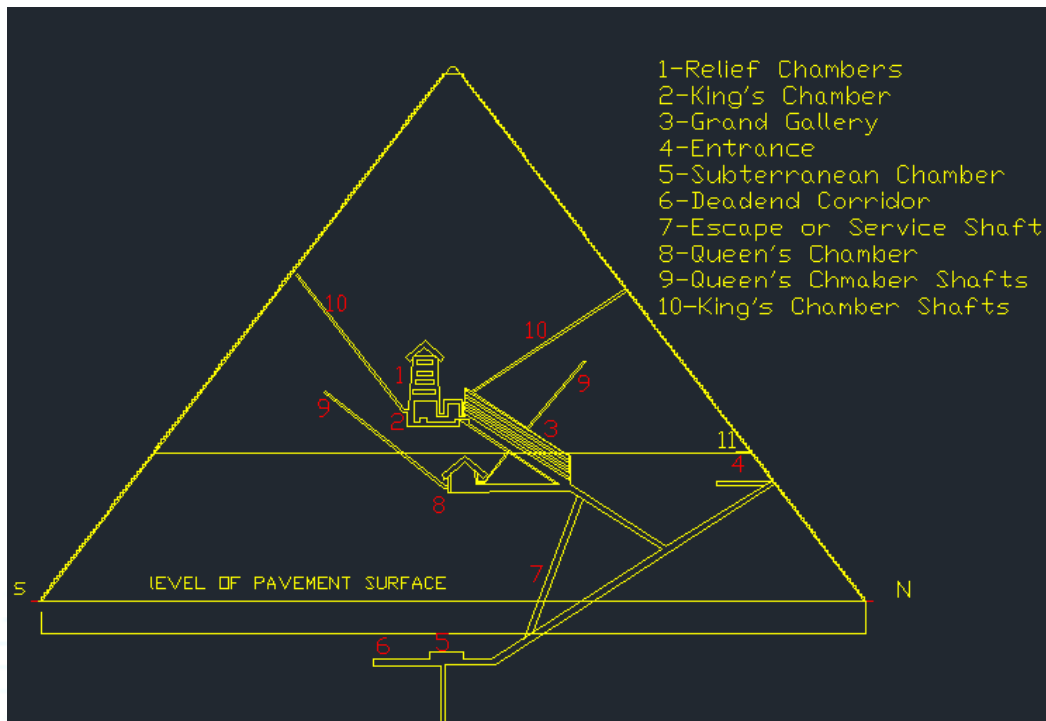 1-Relief Chambers
2-King's Chamber
3-Grand Gallery
4-Entrance
5-Subterranean Chamber
6-Deadend Corridor
7-Escape or Service Shaft
8-Queen's Chamber
9-Queen's Chmaber Shafts
10-King's Chamber Shafts
10
10
1
9
9
2
3
11
4
8
7
lEVEL OF PAVEMENT SURFACE
S
N
6
5